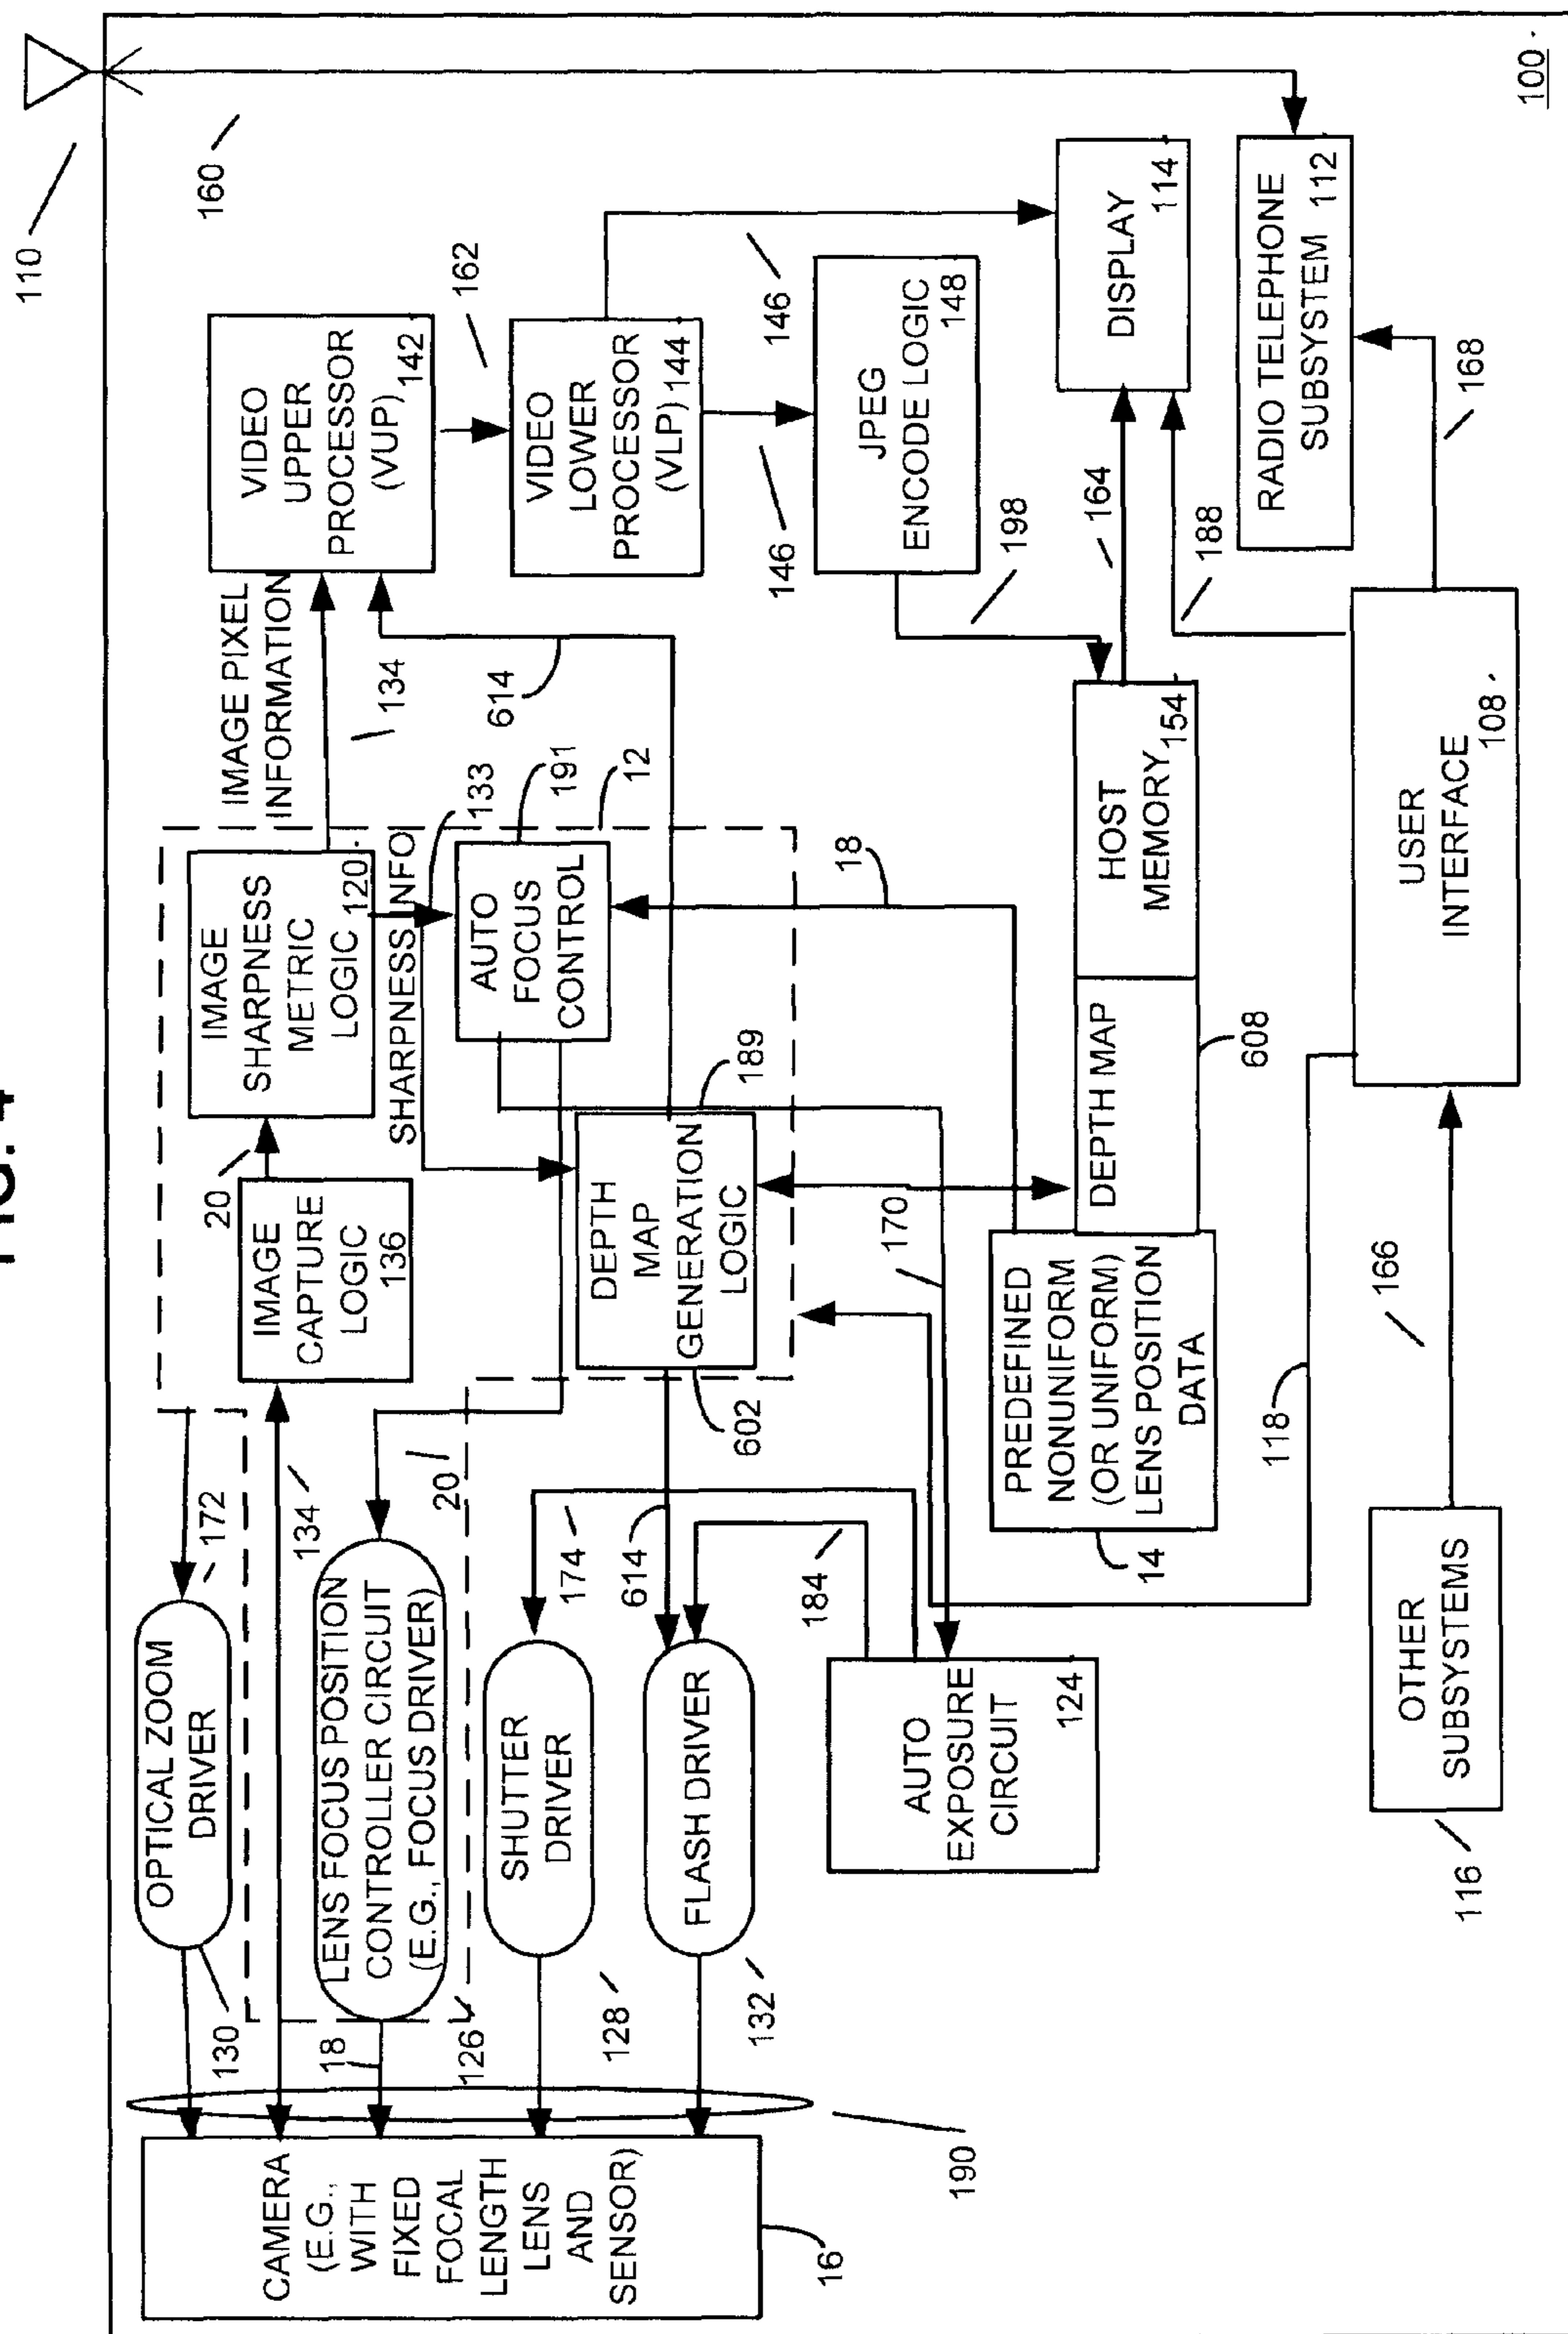 FIG. 4
CAMERA
(E.G.,
WITH
FIXED
FOCAL
LENGTH
LENS
AND
SENSOR)
16
190
OPTICAL ZOOM
DRIVER
130
172
134
LENS FOCUS POSITION
CONTROLLER CIRCUIT
(E.G., FOCUS DRIVER)
18
126
20
SHUTTER
DRIVER
128
174
FLASH DRIVER
132
614
184
AUTO
EXPOSURE
CIRCUIT
124
IMAGE
CAPTURE
LOGIC
136
20
IMAGE
SHARPNESS
METRIC
LOGIC
120
SHARPNESS INFO
133
AUTO
FOCUS
CONTROL
191
12
DEPTH
MAP
GENERATION
LOGIC
602
189
170
18
IMAGE PIXEL
INFORMATION
134
614
VIDEO
UPPER
PROCESSOR
(VUP)
142
162
VIDEO
LOWER
PROCESSOR
(VLP)
144
146
146
JPEG
ENCODE LOGIC
148
198
PREDEFINED
NONUNIFORM
(OR UNIFORM)
LENS POSITION
DATA
14
DEPTH MAP
608
HOST
MEMORY
154
164
188
DISPLAY
114
RADIO TELEPHONE
SUBSYSTEM
112
168
USER
INTERFACE
108
118
166
OTHER
SUBSYSTEMS
116
110
160
100